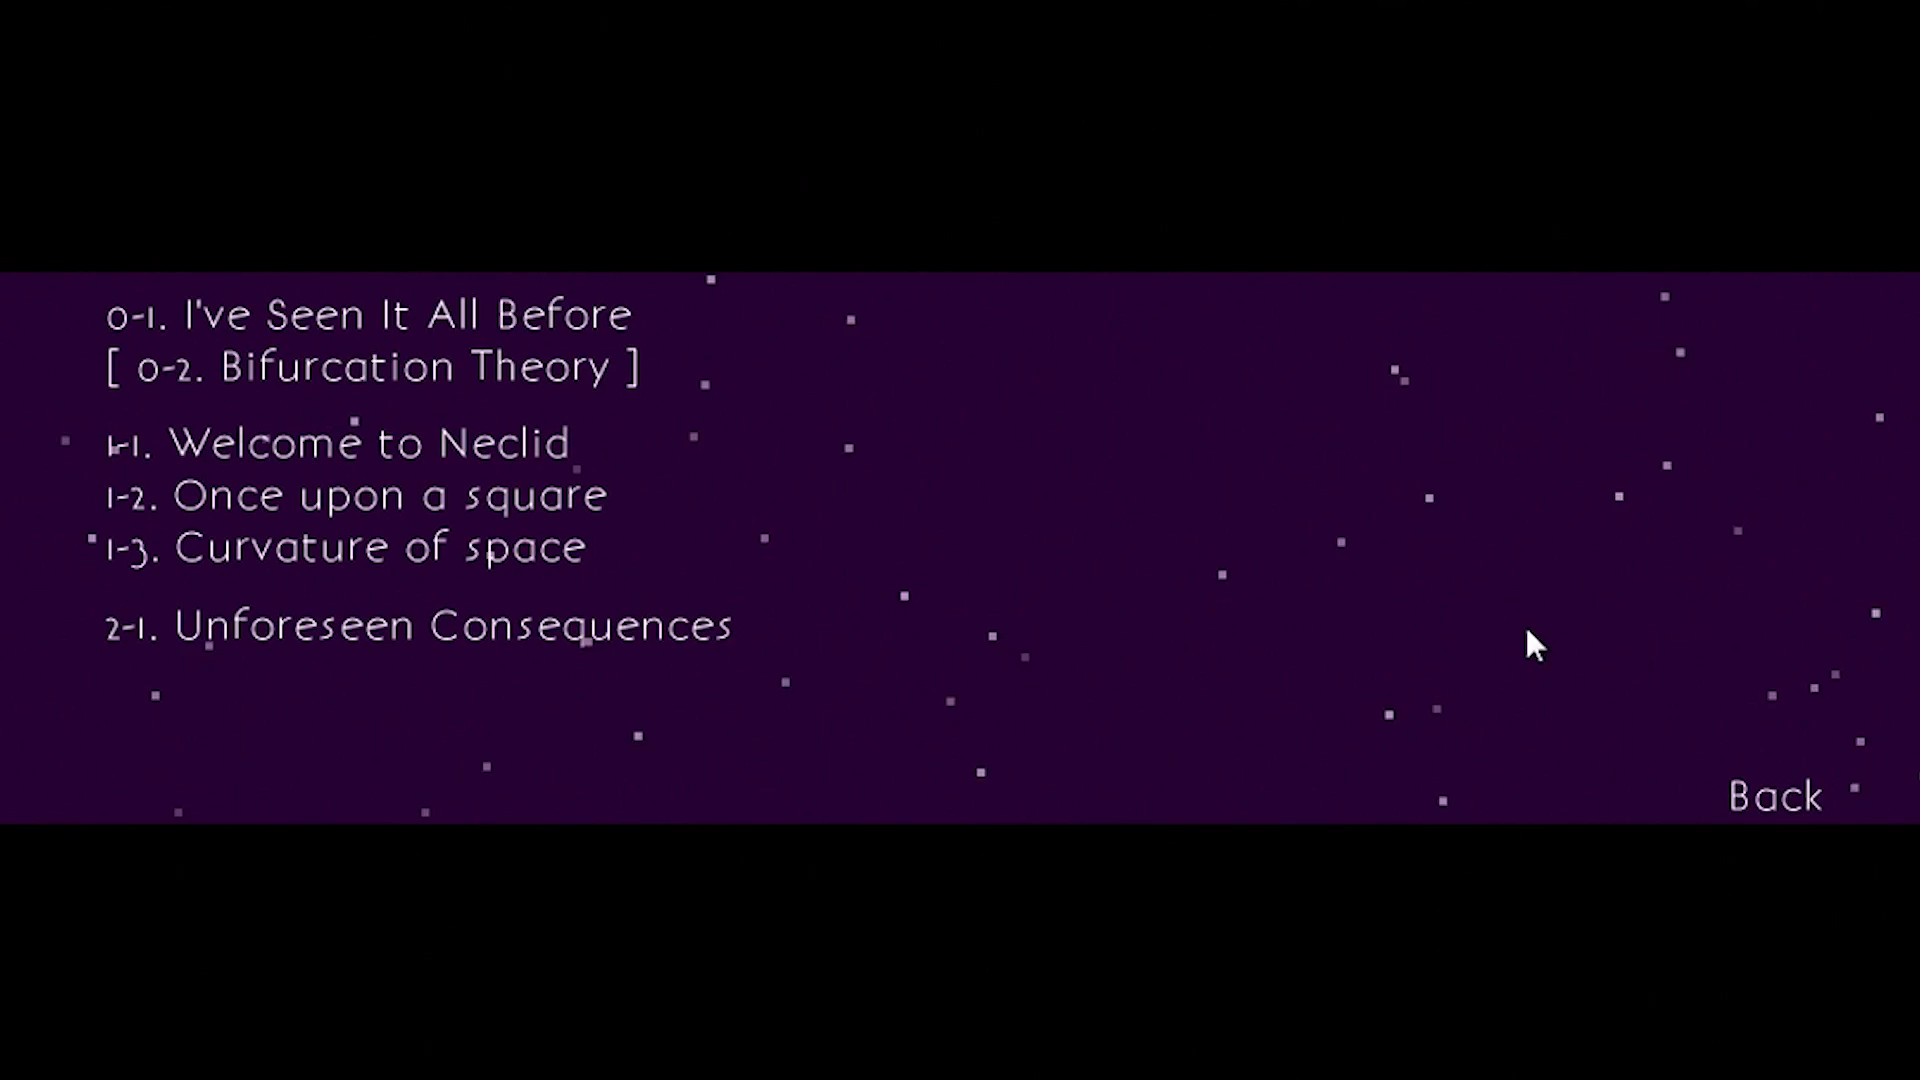 0-1. I've Seen It All Before
[ 0-2. Bifurcation Theory ]
1-1. Welcome to Neclid
1-2. Once upon a square
1-3. Curvature of space
2-1. Unforeseen Consequences
Back